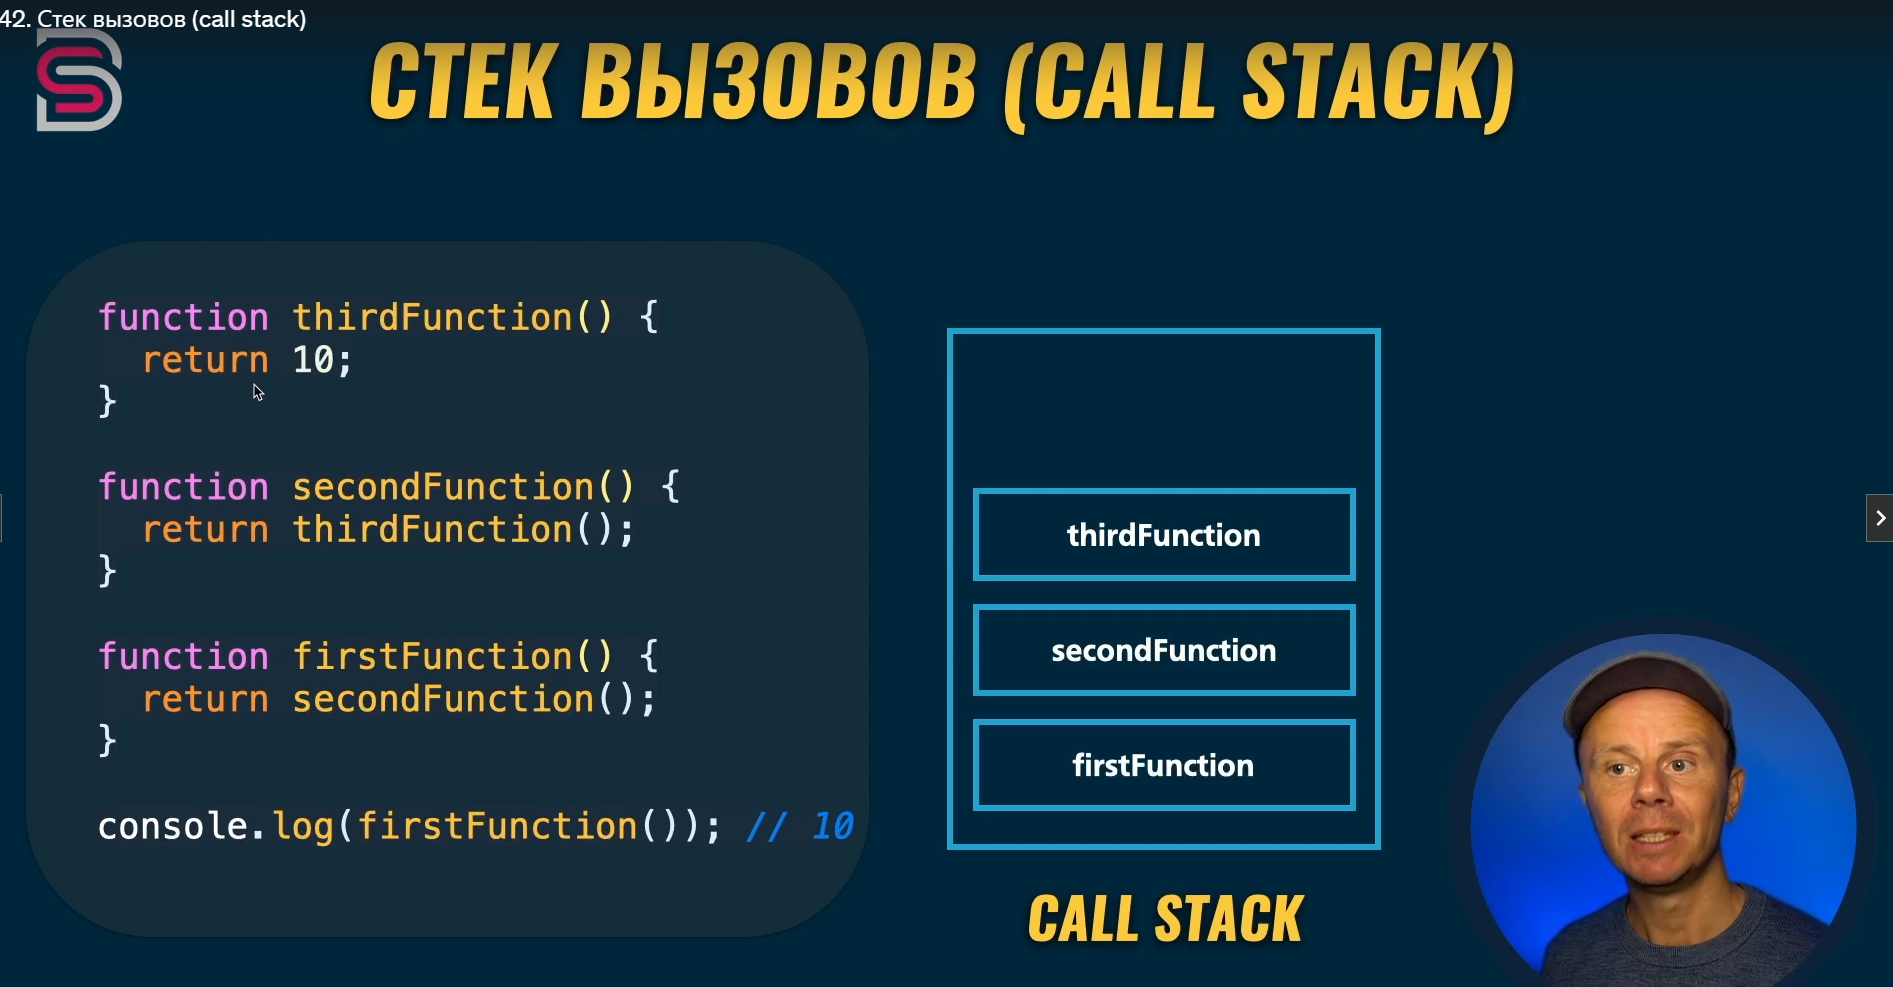 42. Стек вызовов (call stack)
СТЕК ВЫЗОВОВ (CALL STACK)
function thirdFunction() {
  return 10;
}
function secondFunction() {
  return thirdFunction();
}
function firstFunction() {
  return secondFunction();
}
console.log(firstFunction()); // 10
thirdFunction
secondFunction
firstFunction
CALL STACK